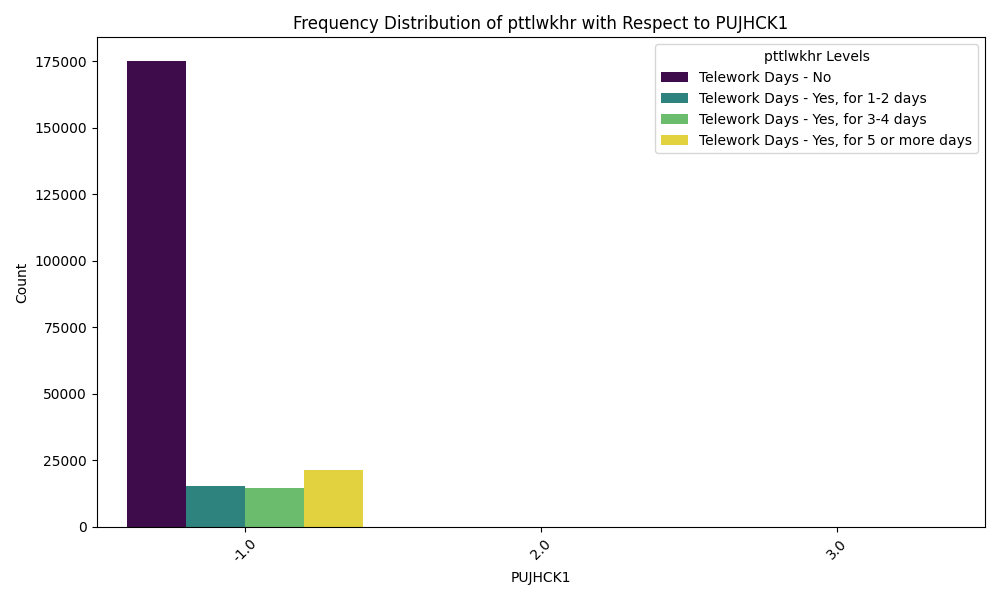 Frequency Distribution of pttlwkhr with Respect to PUJHCK1
pttlwkhr Levels
Telework Days - No
Telework Days - Yes, for 1-2 days
Telework Days - Yes, for 3-4 days
Telework Days - Yes, for 5 or more days
Count
175000
150000
125000
100000
75000
50000
25000
0
-1.0
2.0
3.0
PUJHCK1